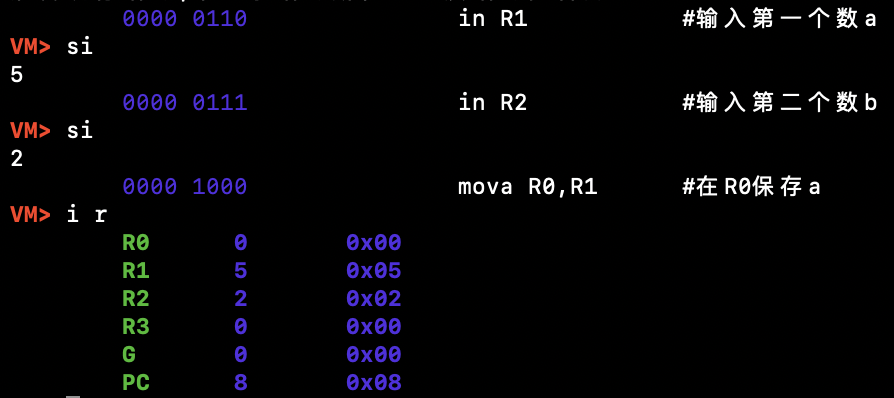 0000 0110 in R1 #输入第一个数a
VM> si
5
0000 0111 in R2 #输入第二个数b
VM> si
2
0000 1000 mova R0,R1 #在R0保存a
VM> i r
R0 0 0x00
R1 5 0x05
R2 2 0x02
R3 0 0x00
G 0 0x00
PC 8 0x08